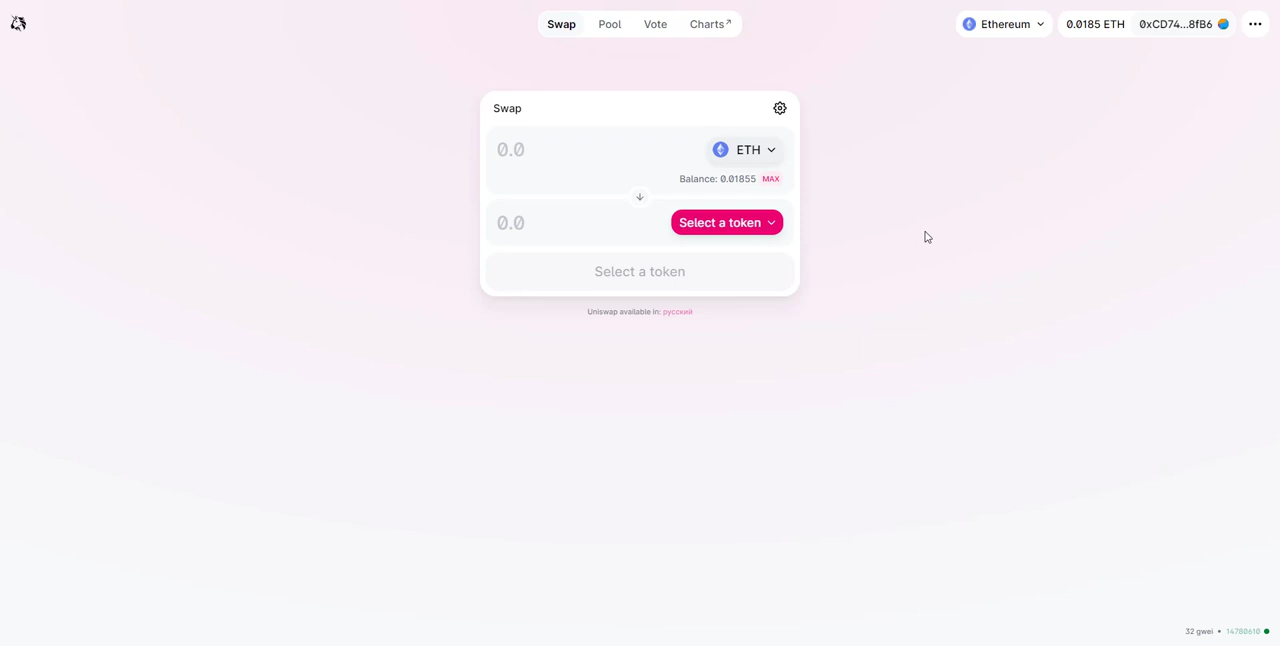 Swap Pool Vote Charts↗ Ethereum 0.0185 ETH 0xCD74...8fB6 ...
Swap
0.0 ETH
Balance: 0.01855 MAX
0.0 Select a token
Select a token
Uniswap available in: русский
32 gwei • 14780610